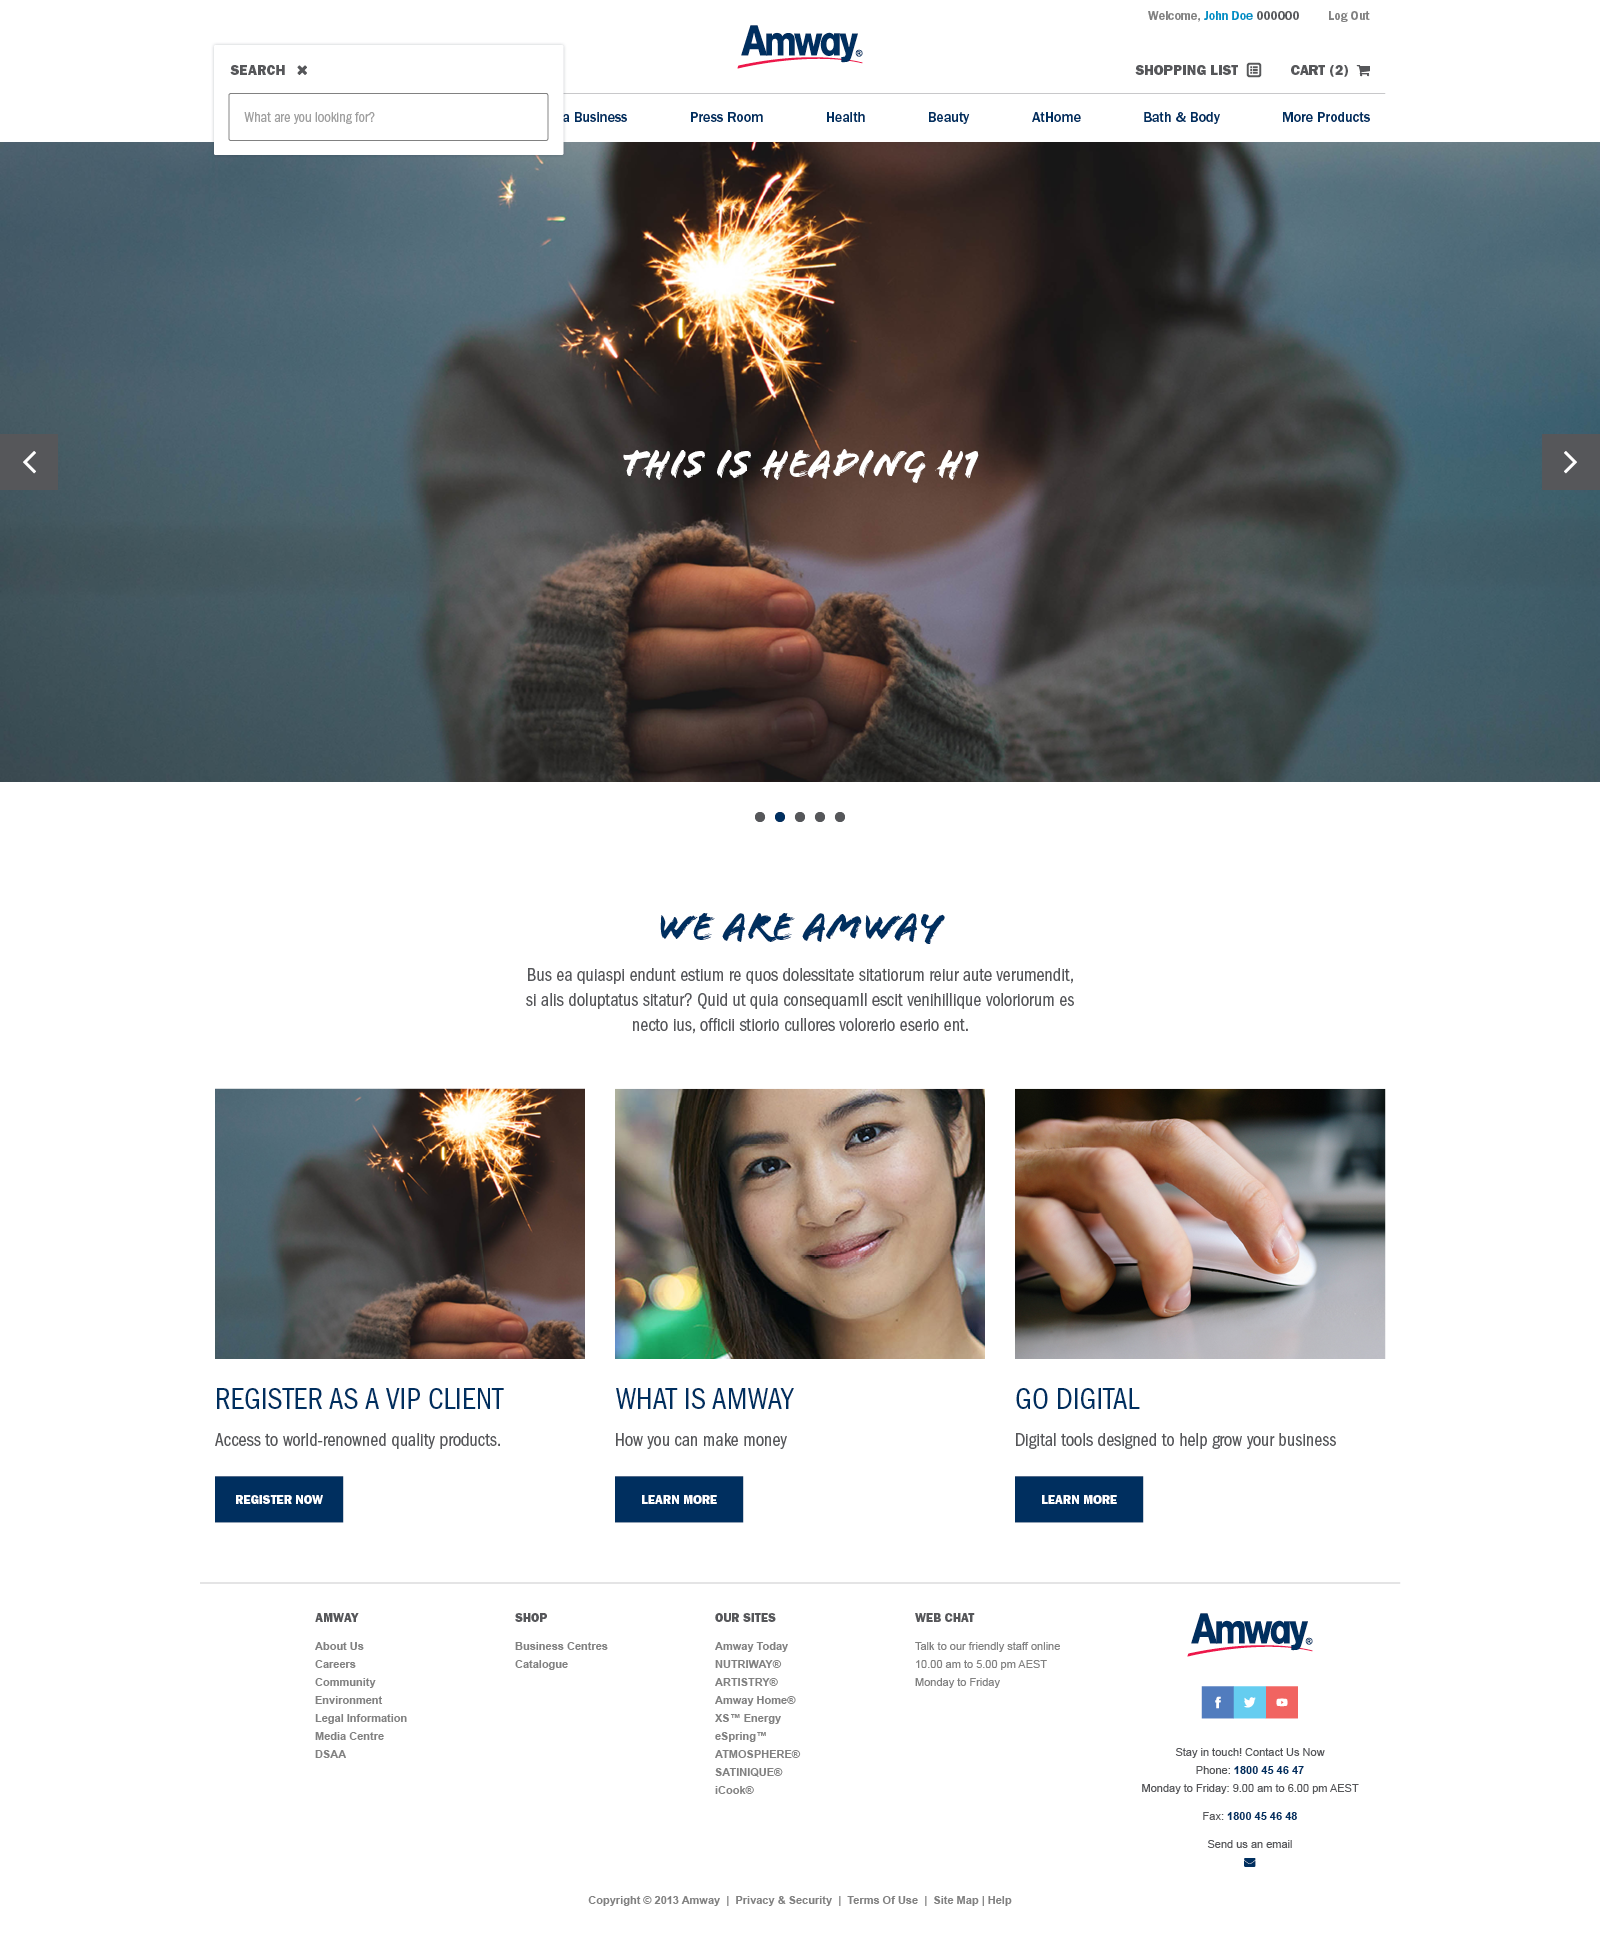 Welcome, John Doe 000000 Log Out
Amway®
SEARCH
SHOPPING LIST CART (2)
What are you looking for?
a Business Press Room Health Beauty AtHome Bath & Body More Products
THIS IS HEADING H1
WE ARE AMWAY
Bus ea quiaspi endunt estium re quos dolessitate sitatiorum reiur aute verumendit,
si alis doluptatus sitatur? Quid ut quia consequamll escit venihillique voloriorum es
necto ius, officii stiorio cullores volorerio eserio ent.
REGISTER AS A VIP CLIENT
Access to world-renowned quality products.
REGISTER NOW
WHAT IS AMWAY
How you can make money
LEARN MORE
GO DIGITAL
Digital tools designed to help grow your business
LEARN MORE
AMWAY
About Us
Careers
Community
Environment
Legal Information
Media Centre
DSAA
SHOP
Business Centres
Catalogue
OUR SITES
Amway Today
NUTRIWAY®
ARTISTRY®
Amway Home®
XS™ Energy
eSpring™
ATMOSPHERE®
SATINIQUE®
iCook®
WEB CHAT
Talk to our friendly staff online
10.00 am to 5.00 pm AEST
Monday to Friday
Amway®
Stay in touch! Contact Us Now
Phone: 1800 45 46 47
Monday to Friday: 9.00 am to 6.00 pm AEST
Fax: 1800 45 46 48
Send us an email
Copyright © 2013 Amway | Privacy & Security | Terms Of Use | Site Map | Help